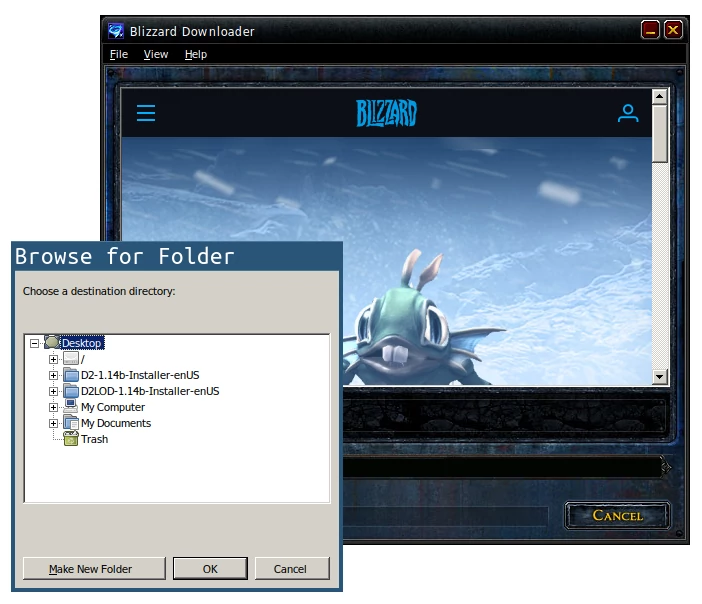 Blizzard Downloader
File View Help
BLIZZARD
Browse for Folder
Choose a destination directory:
Desktop
/
D2-1.14b-Installer-enUS
D2LOD-1.14b-Installer-enUS
My Computer
My Documents
Trash
Make New Folder OK Cancel
CANCEL